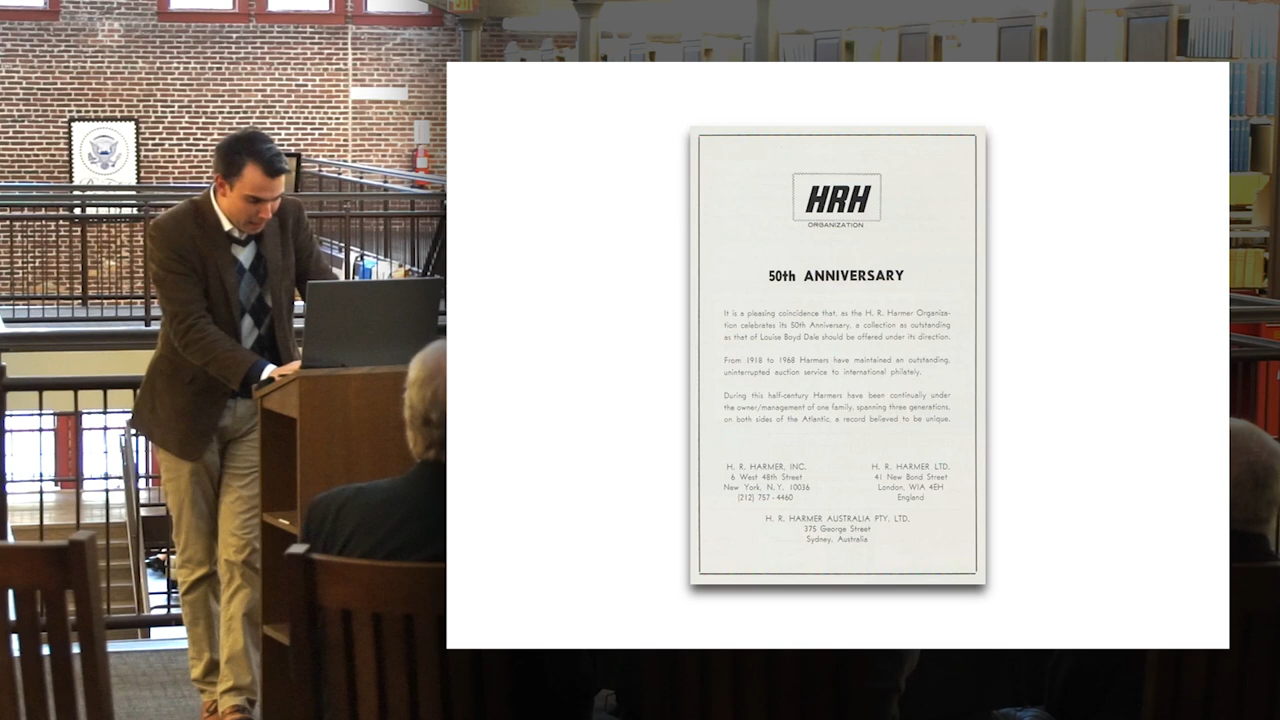 HRH
ORGANIZATION
50th ANNIVERSARY
It is a pleasing coincidence that, as the H. R. Harmer Organiza-
tion celebrates its 50th Anniversary, a collection as outstanding
as that of Louise Boyd Dale should be offered under its direction.
From 1918 to 1968 Harmers have maintained an outstanding,
uninterrupted auction service to international philately.
During this half-century Harmers have been continually under
the owner/management of one family, spanning three generations,
on both sides of the Atlantic, a record believed to be unique.
H. R. HARMER, INC.
6 West 48th Street
New York, N. Y. 10036
(212) 757 - 4460
H. R. HARMER LTD.
41 New Bond Street
London, WIA 4EH
England
H. R. HARMER AUSTRALIA PTY. LTD.
375 George Street
Sydney, Australia